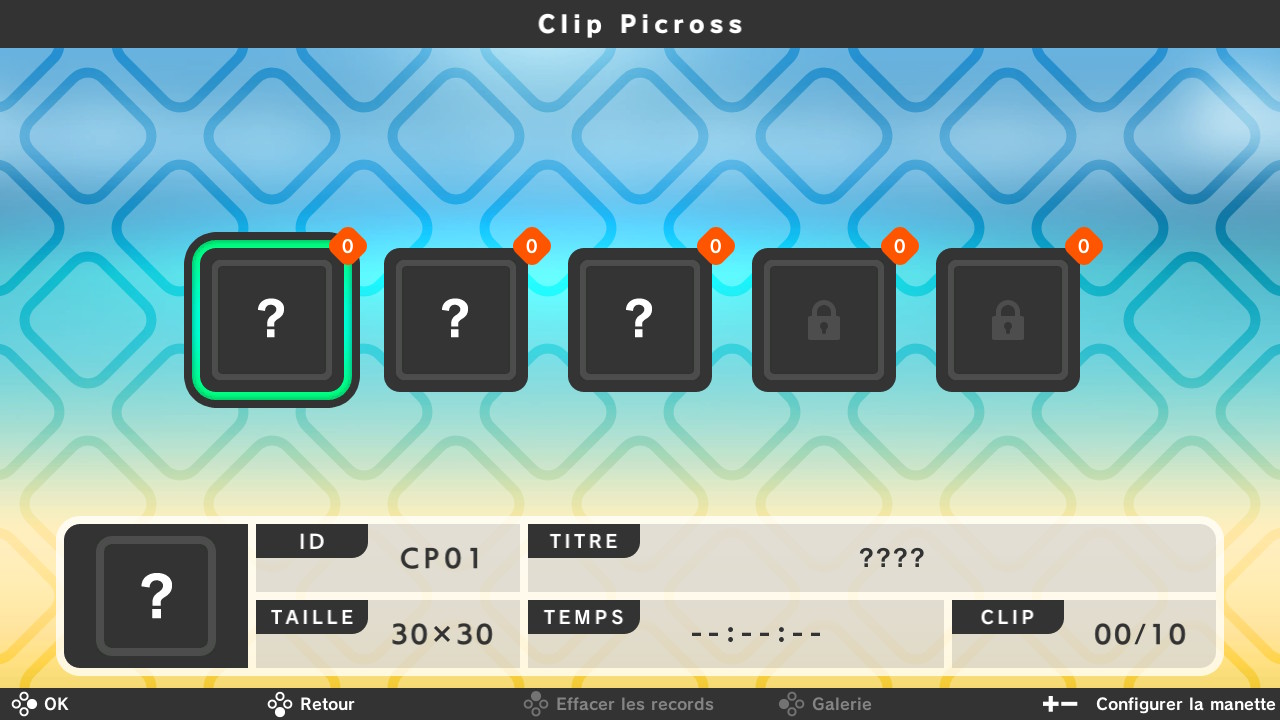 Clip Picross
0 0 0 0 0
? ? ?
?
ID
CP01
TITRE
????
TAILLE
30×30
TEMPS
--:--:--
CLIP
00/10
OK
Retour
Effacer les records
Galerie
Configurer la manette